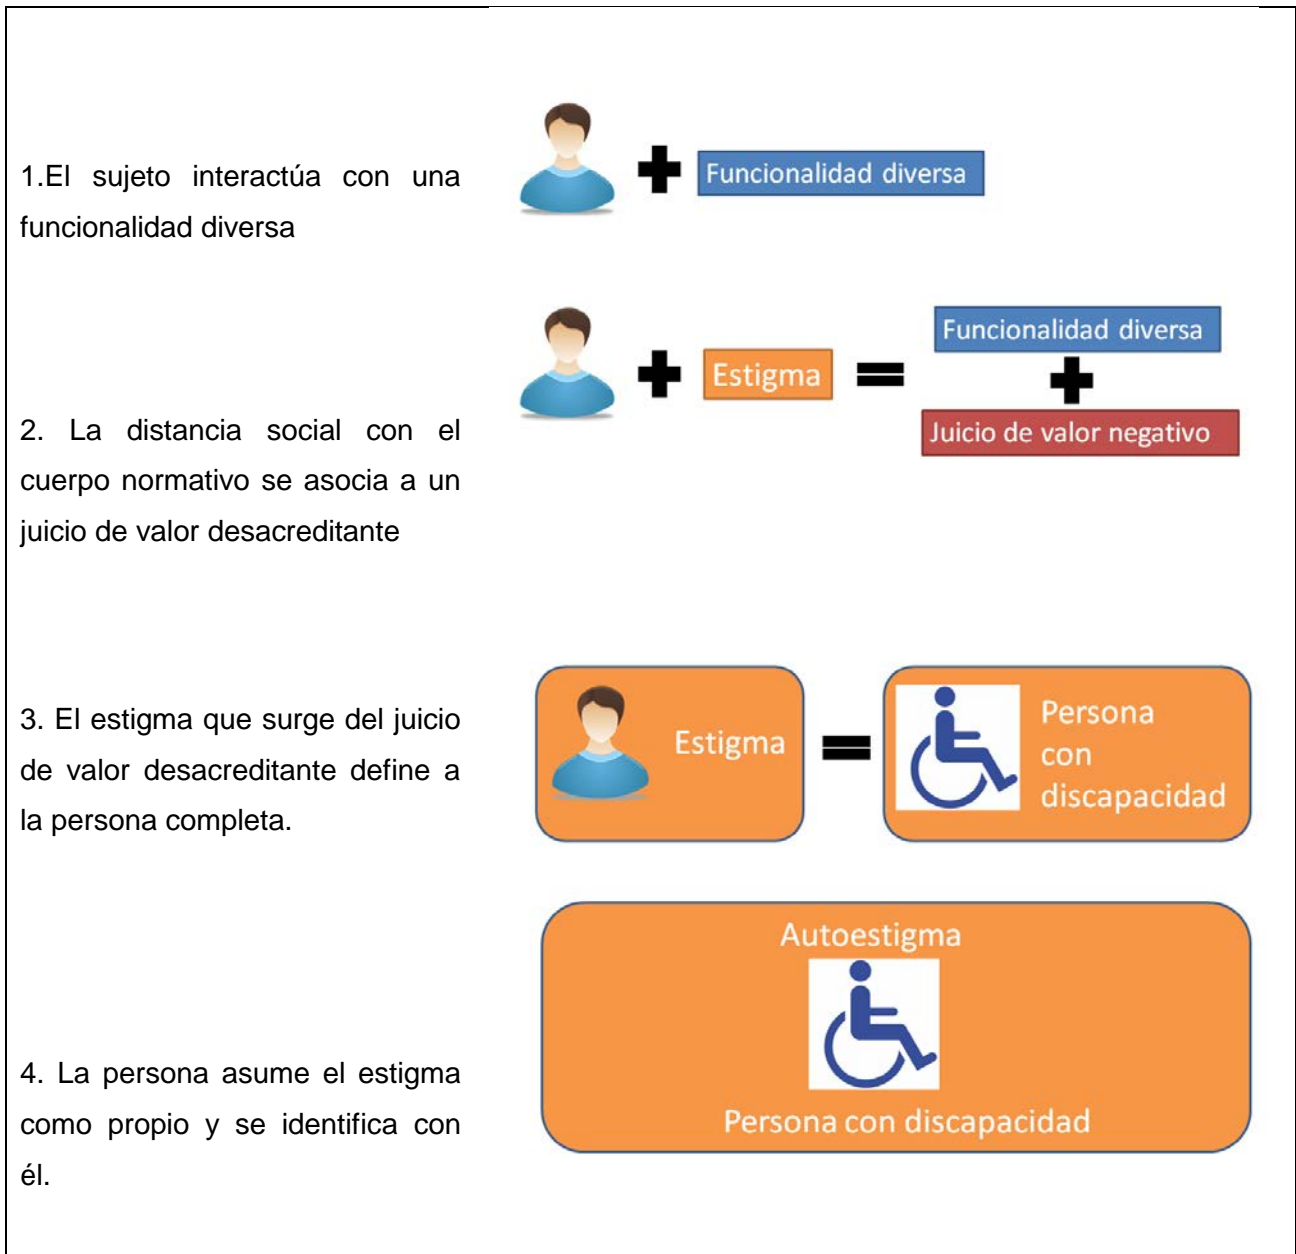 1.El sujeto interactúa con una
funcionalidad diversa
Funcionalidad diversa
2. La distancia social con el
cuerpo normativo se asocia a un
juicio de valor desacreditante
Estigma
Funcionalidad diversa
Juicio de valor negativo
3. El estigma que surge del juicio
de valor desacreditante define a
la persona completa.
Estigma
Persona
con
discapacidad
4. La persona asume el estigma
como propio y se identifica con
él.
Autoestigma
Persona con discapacidad